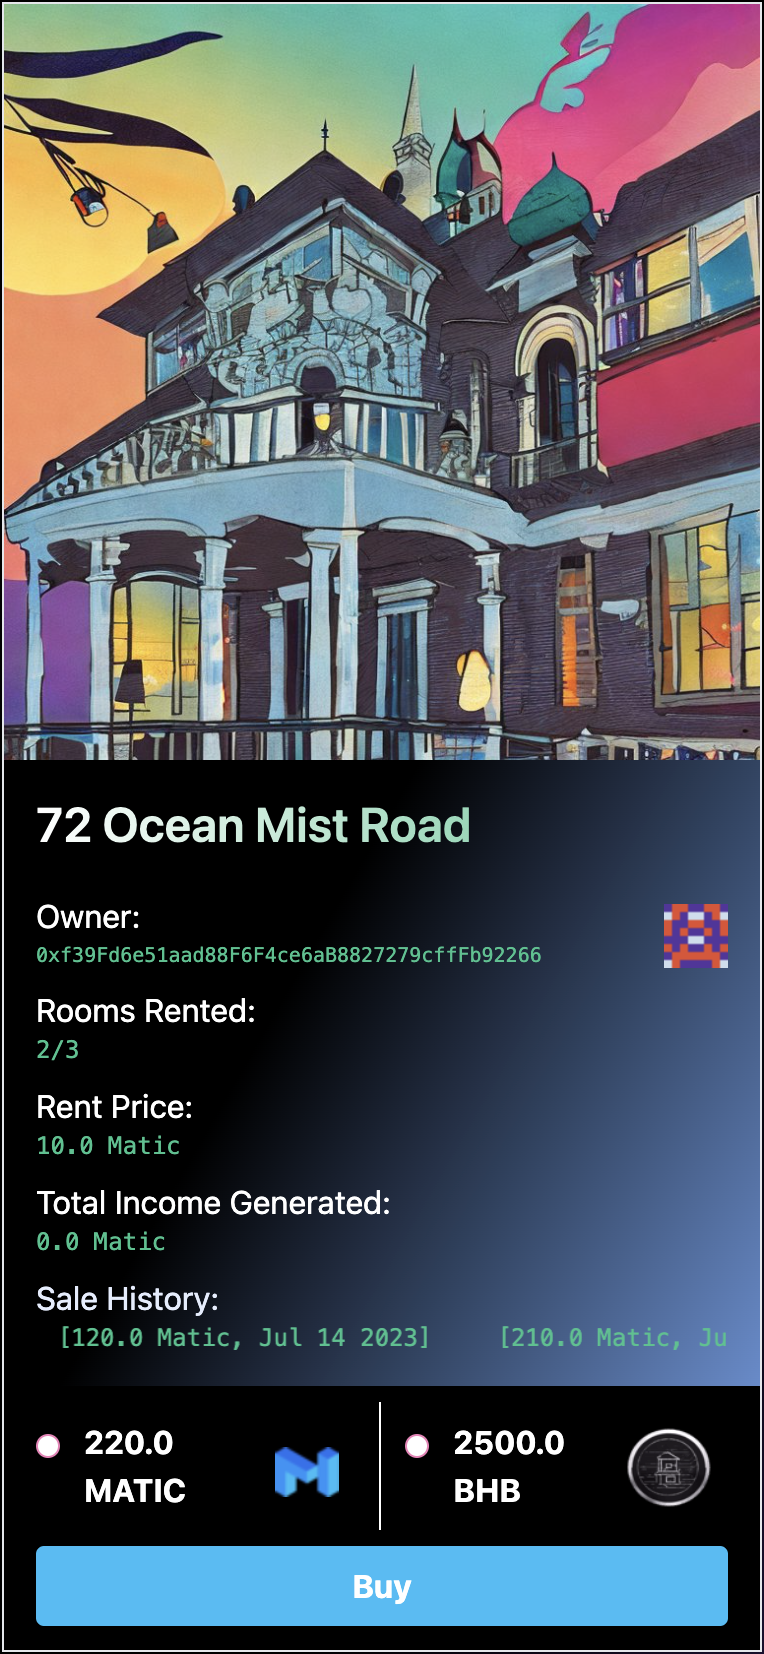 72 Ocean Mist Road
Owner:
0xf39Fd6e51aad88F6F4ce6aB8827279cffFb92266
Rooms Rented:
2/3
Rent Price:
10.0 Matic
Total Income Generated:
0.0 Matic
Sale History:
[120.0 Matic, Jul 14 2023] [210.0 Matic, Ju
220.0
MATIC
2500.0
BHB
Buy